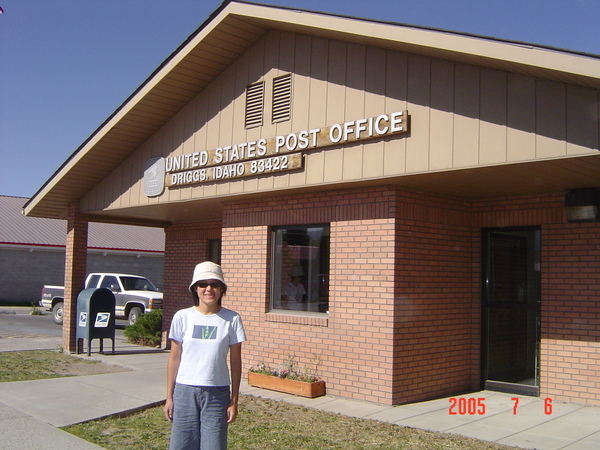 UNITED STATES POST OFFICE
DRIGGS, IDAHO 83422
2005 7 6